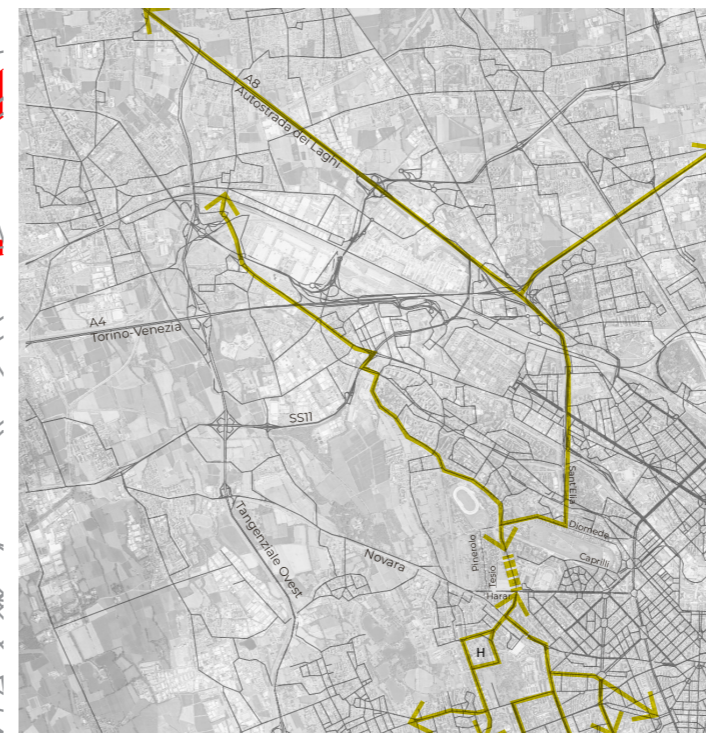 A8
Autostrada dei Laghi
A4
Torino-Venezia
SS11
Sant'Elia
Diomede
Tangenziale Ovest
Novara
Pinerolo
Tesio
Caprilli
Harar
H